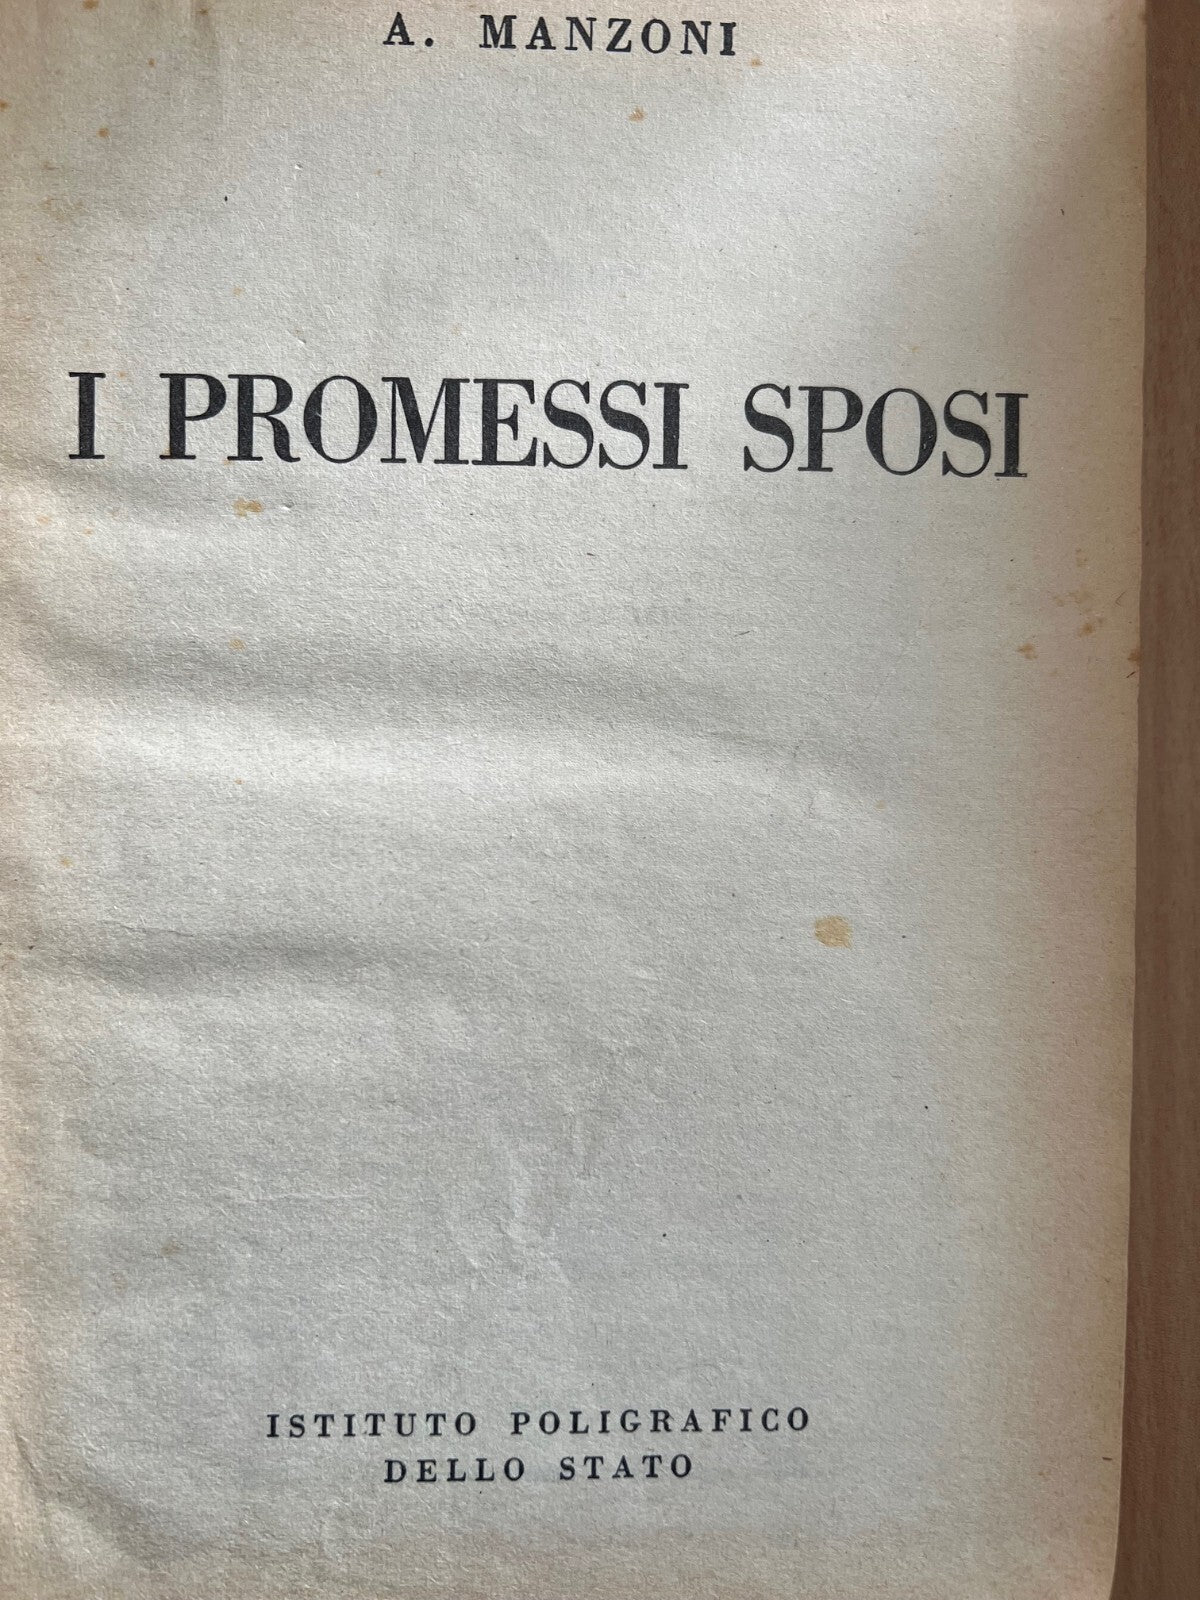 A. MANZONI
I PROMESSI SPOSI
ISTITUTO POLIGRAFICO
DELLO STATO